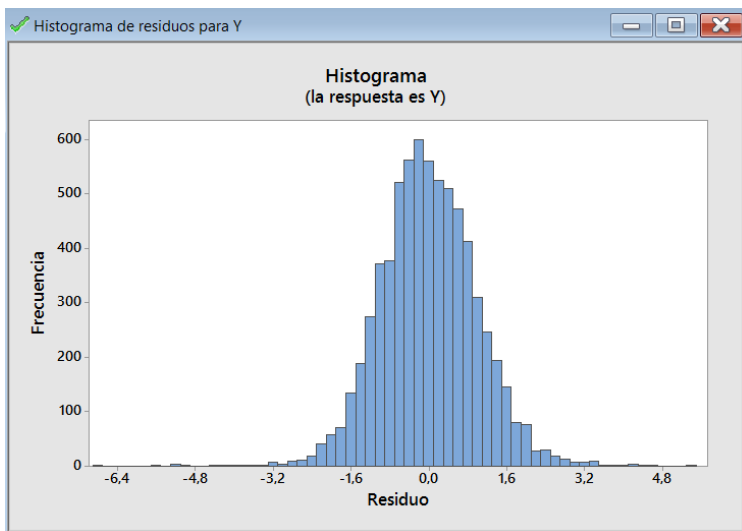 Histograma de residuos para Y
Histograma
(la respuesta es Y)
600
500
400
300
200
100
0
Frecuencia
-6,4 -4,8 -3,2 -1,6 0,0 1,6 3,2 4,8
Residuo